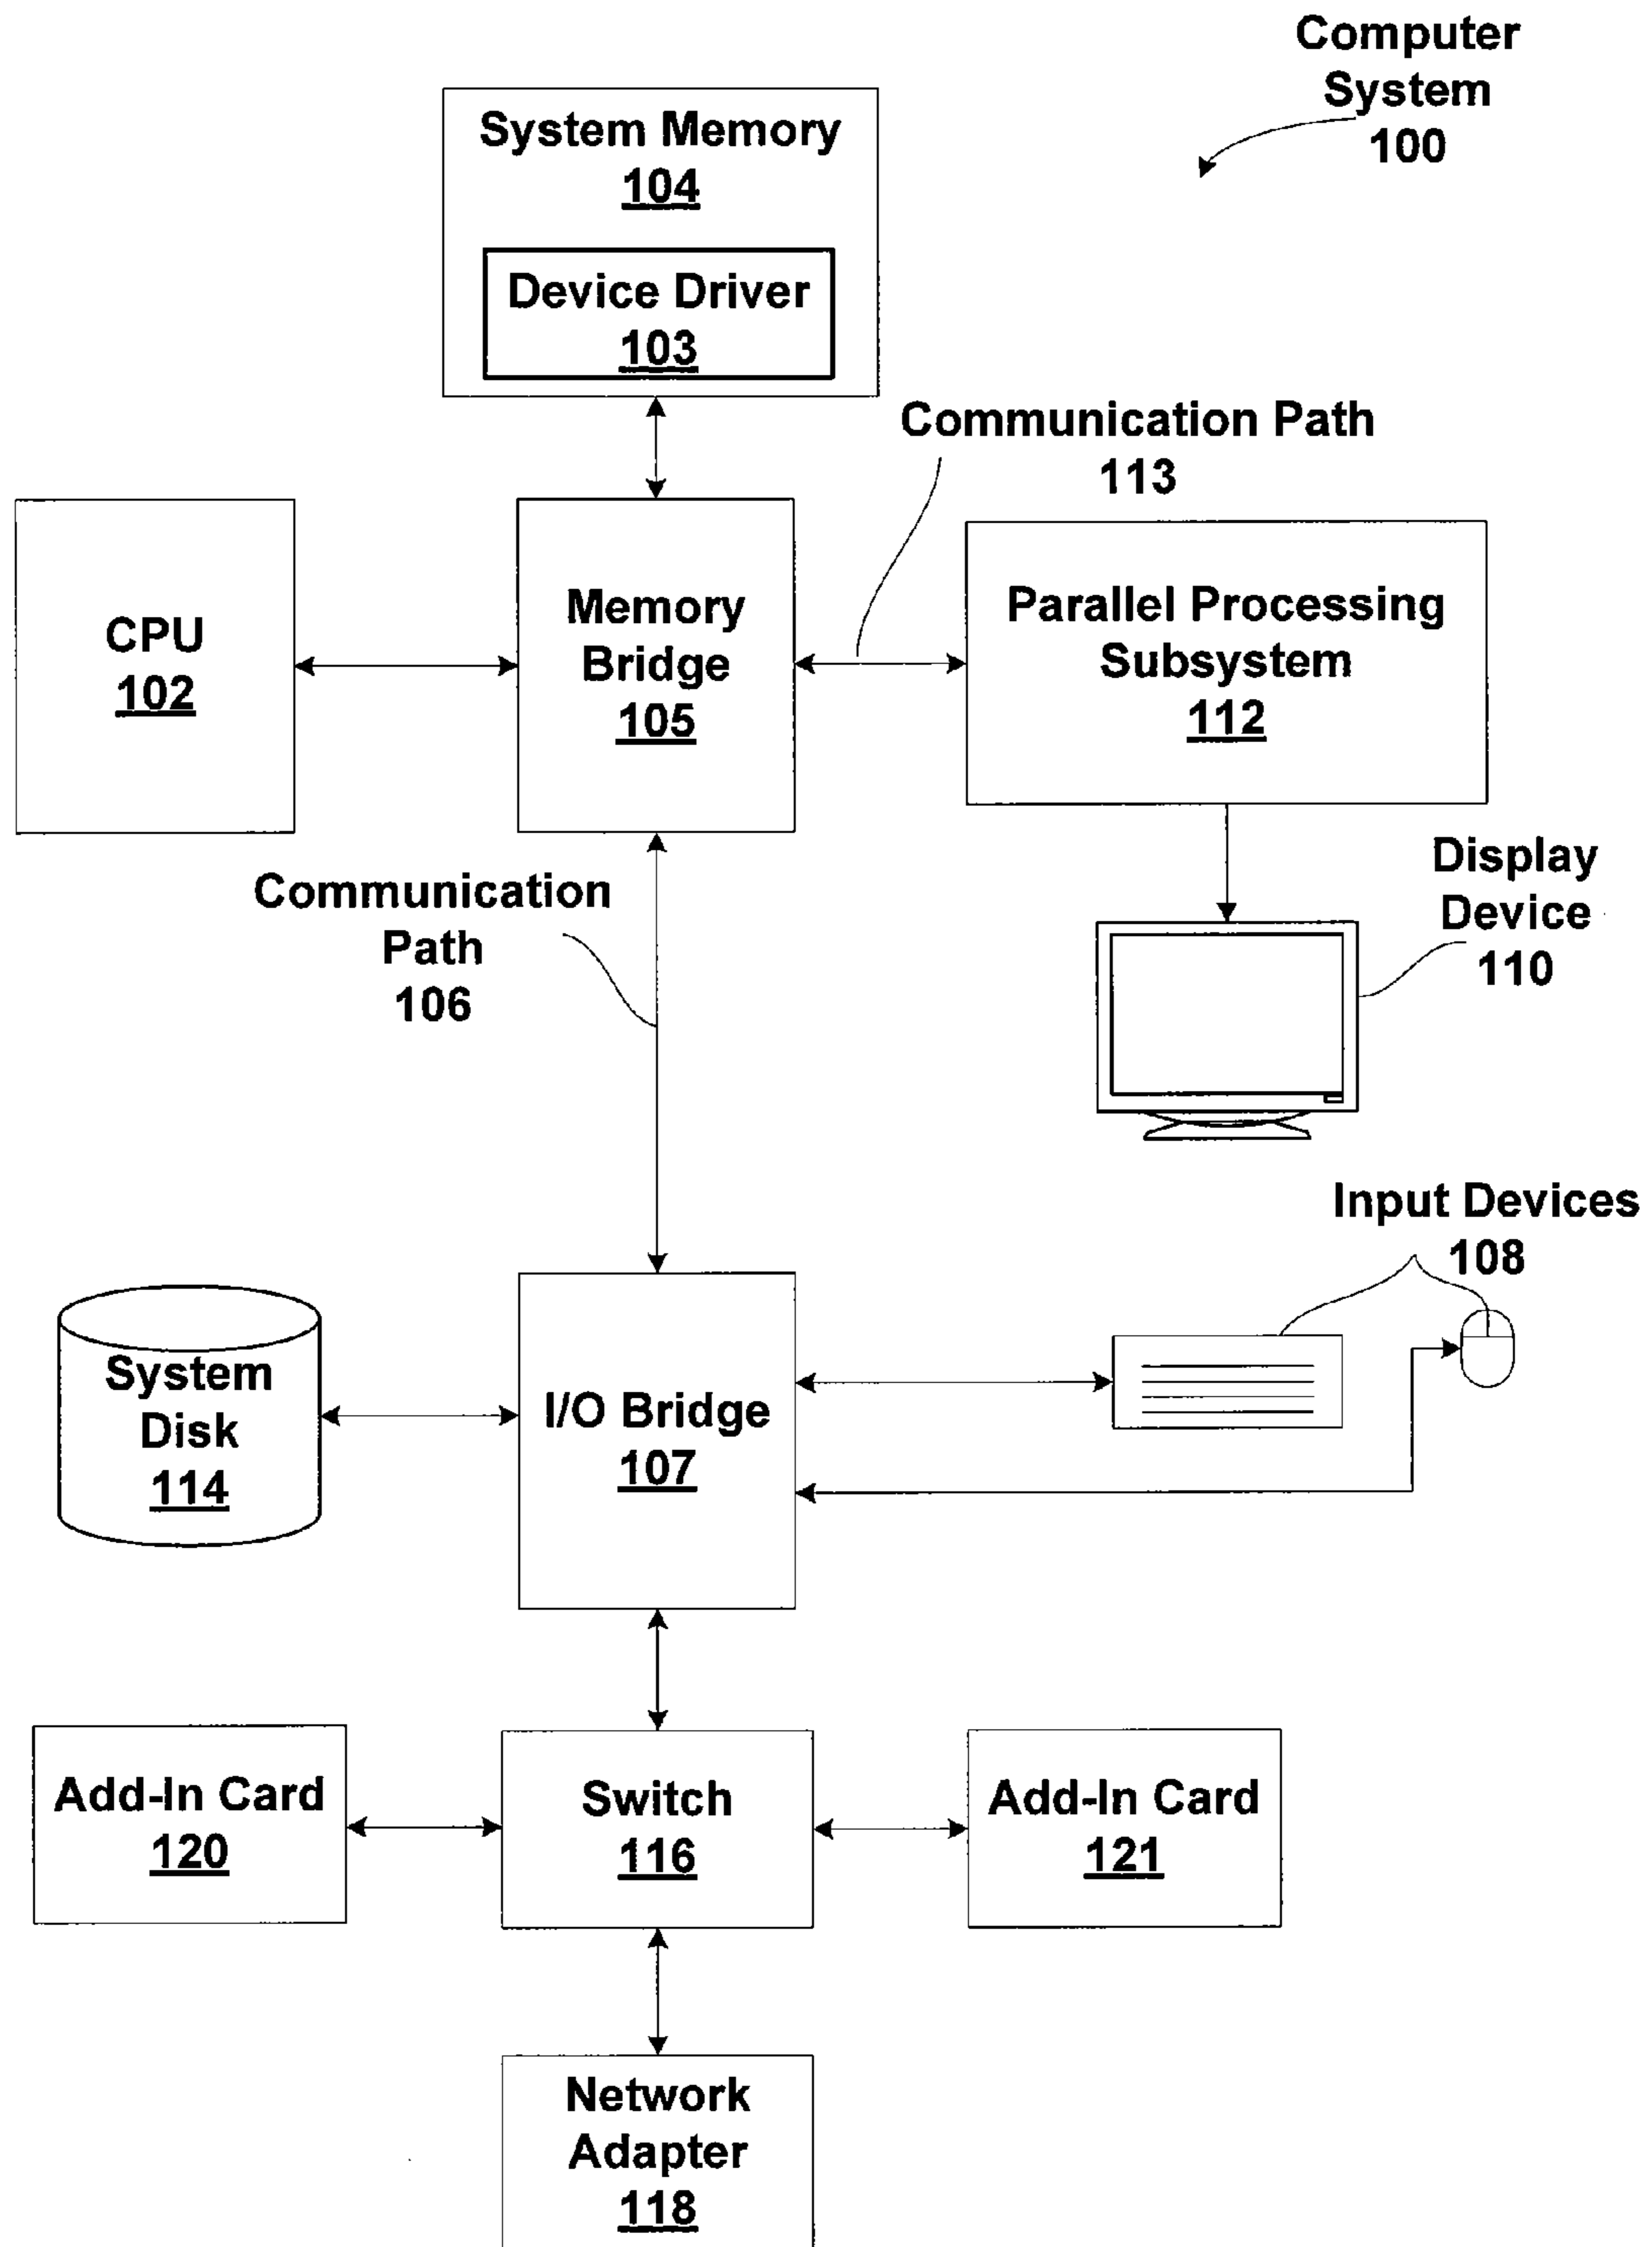 Computer
System
100
System Memory
104
Device Driver
103
Communication Path
113
CPU
102
Memory
Bridge
105
Parallel Processing
Subsystem
112
Communication
Path
106
Display
Device
110
Input Devices
108
System
Disk
114
I/O Bridge
107
Add-In Card
120
Switch
116
Add-In Card
121
Network
Adapter
118